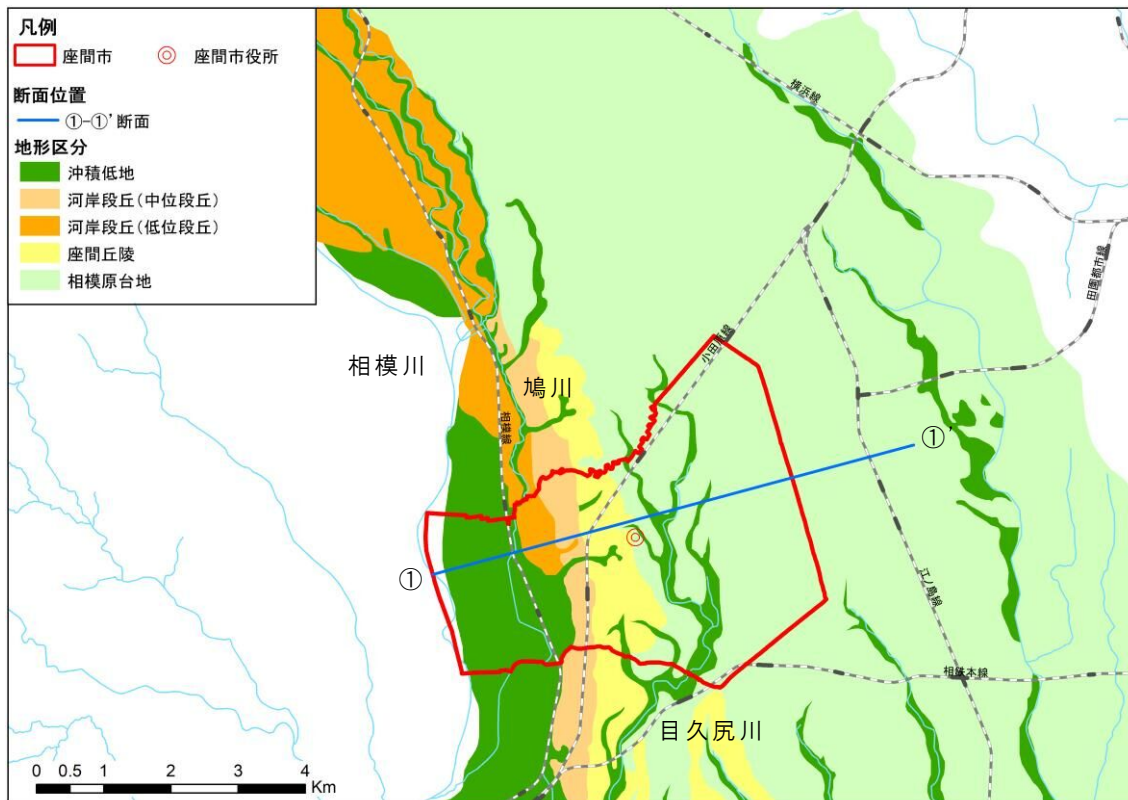 凡例
座間市
座間市役所
断面位置
①-①'断面
地形区分
沖積低地
河岸段丘(中位段丘)
河岸段丘(低位段丘)
座間丘陵
相模原台地
横浜線
田園都市線
小田原線
相模川
鳩川
相模線
①'
①
江ノ島線
相鉄本線
目久尻川
0 0.5 1 2 3 4
Km